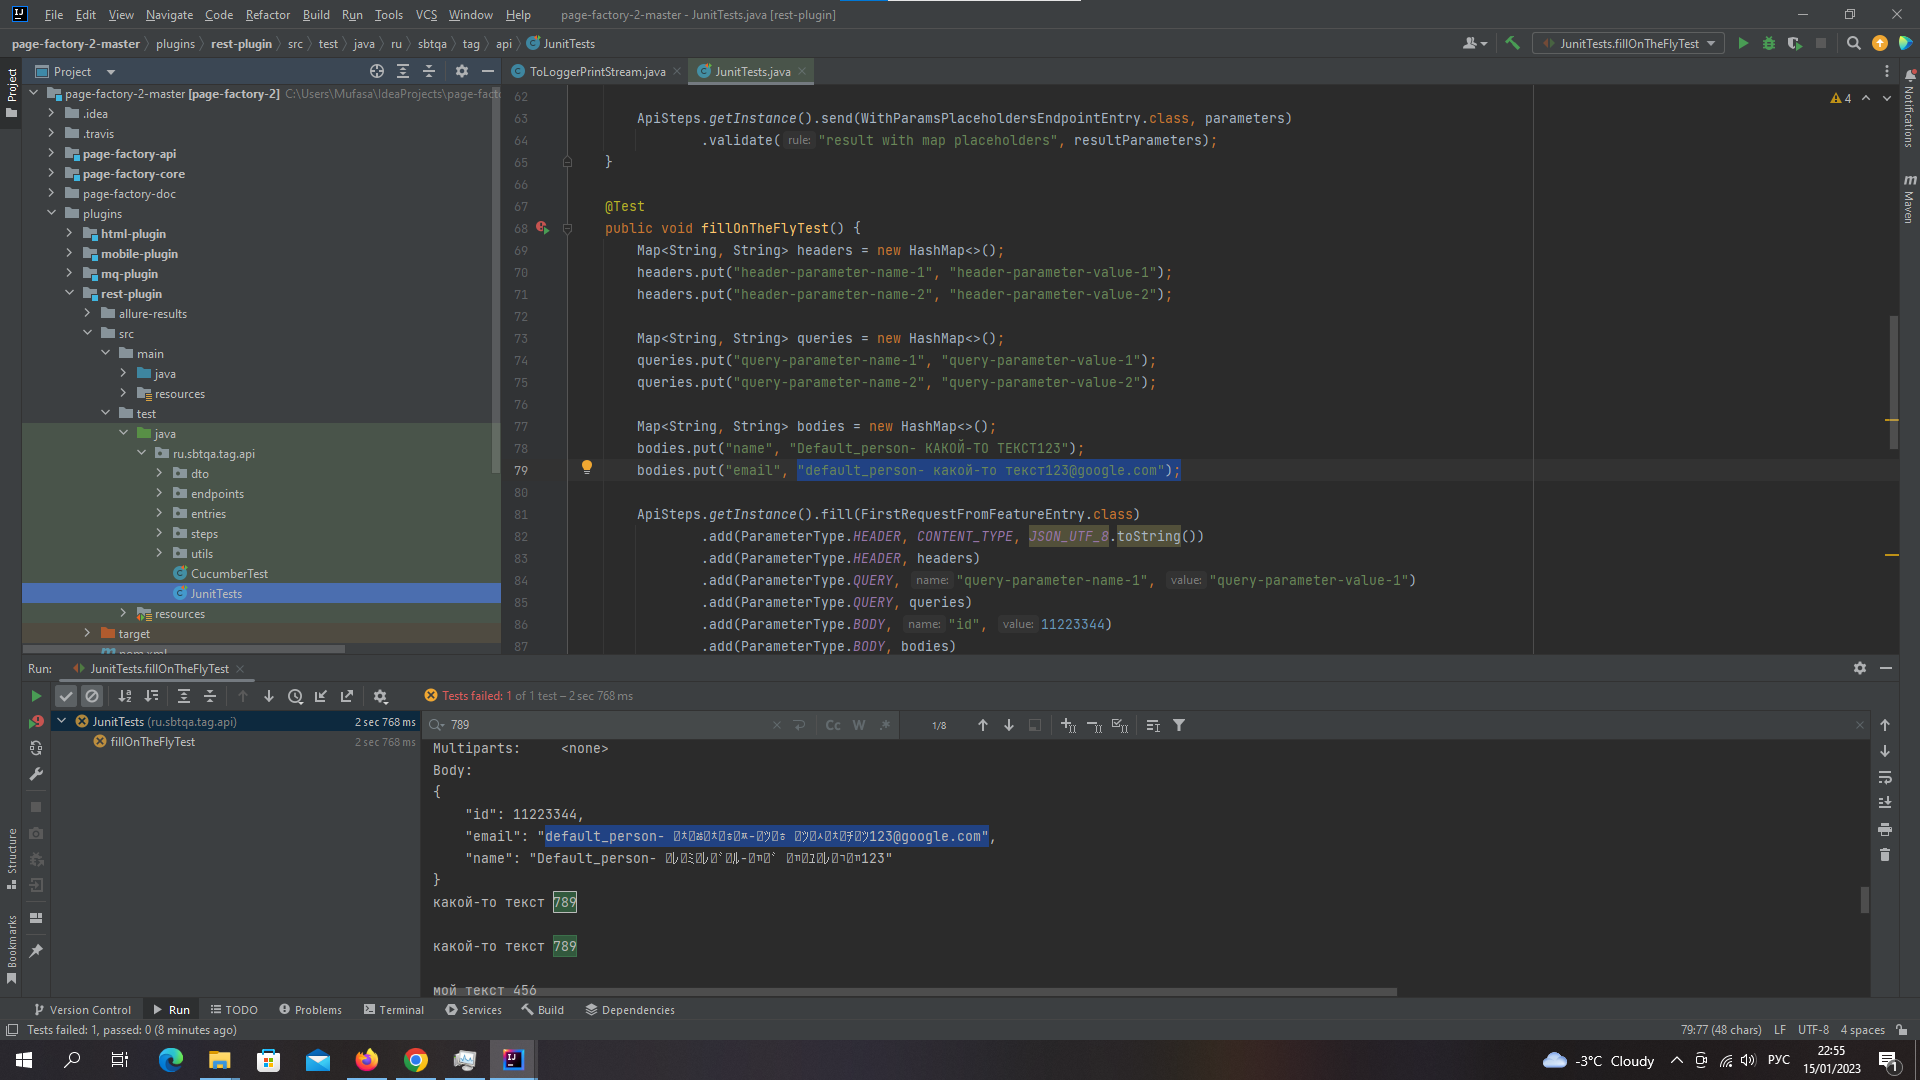 File Edit View Navigate Code Refactor Build Run Tools VCS Window Help page-factory-2-master - JunitTests.java [rest-plugin]
page-factory-2-master plugins rest-plugin src test java ru sbtqa tag api JunitTests JunitTests.fillOnTheFlyTest
Project
Project
ToLoggerPrintStream.java
JunitTests.java
page-factory-2-master [page-factory-2] C:\Users\Mufasa\IdeaProjects\page-facto
.idea
.travis
page-factory-api
page-factory-core
page-factory-doc
plugins
html-plugin
mobile-plugin
mq-plugin
rest-plugin
allure-results
src
main
java
resources
test
java
ru.sbtqa.tag.api
dto
endpoints
entries
steps
utils
CucumberTest
JunitTests
resources
target
pom.xml
4
62
63 ApiSteps.getInstance().send(WithParamsPlaceholdersEndpointEntry.class, parameters)
64 .validate( rule: "result with map placeholders", resultParameters);
65 }
66
67 @Test
68 public void fillOnTheFlyTest() {
69 Map<String, String> headers = new HashMap<>();
70 headers.put("header-parameter-name-1", "header-parameter-value-1");
71 headers.put("header-parameter-name-2", "header-parameter-value-2");
72
73 Map<String, String> queries = new HashMap<>();
74 queries.put("query-parameter-name-1", "query-parameter-value-1");
75 queries.put("query-parameter-name-2", "query-parameter-value-2");
76
77 Map<String, String> bodies = new HashMap<>();
78 bodies.put("name", "Default_person- КАКОЙ-ТО ТЕКСТ123");
79 bodies.put("email", "default_person- какой-то текст123@google.com");
80
81 ApiSteps.getInstance().fill(FirstRequestFromFeatureEntry.class)
82 .add(ParameterType.HEADER, CONTENT_TYPE, JSON_UTF_8.toString())
83 .add(ParameterType.HEADER, headers)
84 .add(ParameterType.QUERY, name: "query-parameter-name-1", value: "query-parameter-value-1")
85 .add(ParameterType.QUERY, queries)
86 .add(ParameterType.BODY, name: "id", value: 11223344)
87 .add(ParameterType.BODY, bodies)
Notifications
Maven
Run: JunitTests.fillOnTheFlyTest
Tests failed: 1 of 1 test – 2 sec 768 ms
JunitTests (ru.sbtqa.tag.api) 2 sec 768 ms
fillOnTheFlyTest 2 sec 768 ms
789 Cc W .* 1/8
Multiparts: <none>
Body:
{
"id": 11223344,
"email": "default_person- 123@google.com",
"name": "Default_person- 123"
}
какой-то текст 789
какой-то текст 789
мой текст 456
Structure
Bookmarks
Version Control Run TODO Problems Terminal Services Build Dependencies
Tests failed: 1, passed: 0 (8 minutes ago) 79:77 (48 chars) LF UTF-8 4 spaces
-3°C Cloudy РУС 22:55
15/01/2023 1